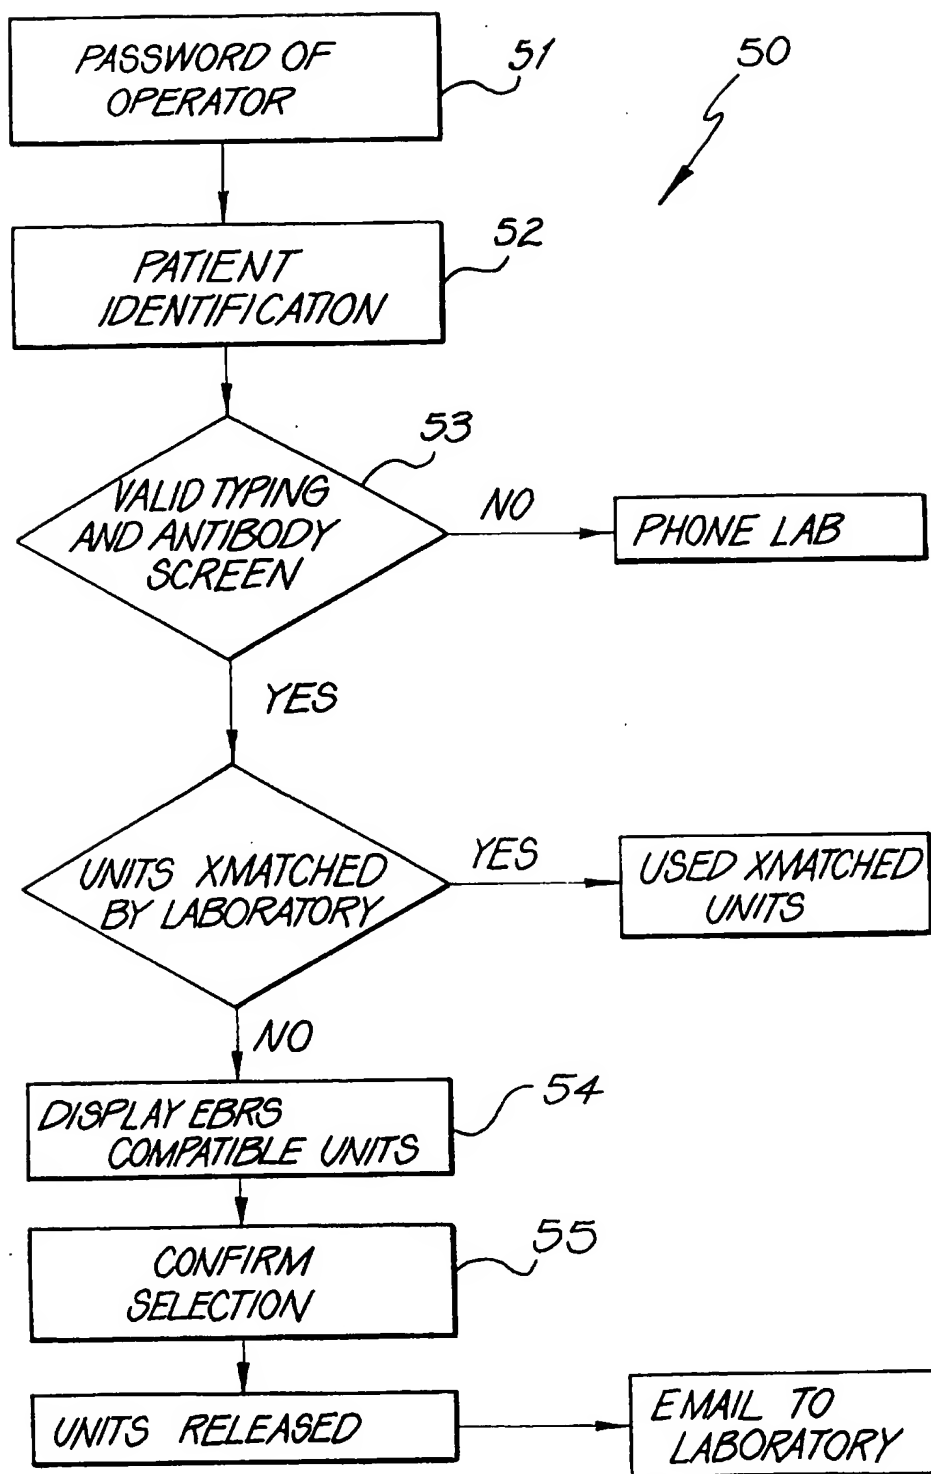 PASSWORD OF
OPERATOR
51
50
PATIENT
IDENTIFICATION
52
53
VALID TYPING
AND ANTIBODY
SCREEN
NO
PHONE LAB
YES
UNITS XMATCHED
BY LABORATORY
YES
USED XMATCHED
UNITS
NO
DISPLAY EBRS
COMPATIBLE UNITS
54
CONFIRM
SELECTION
55
UNITS RELEASED
EMAIL TO
LABORATORY